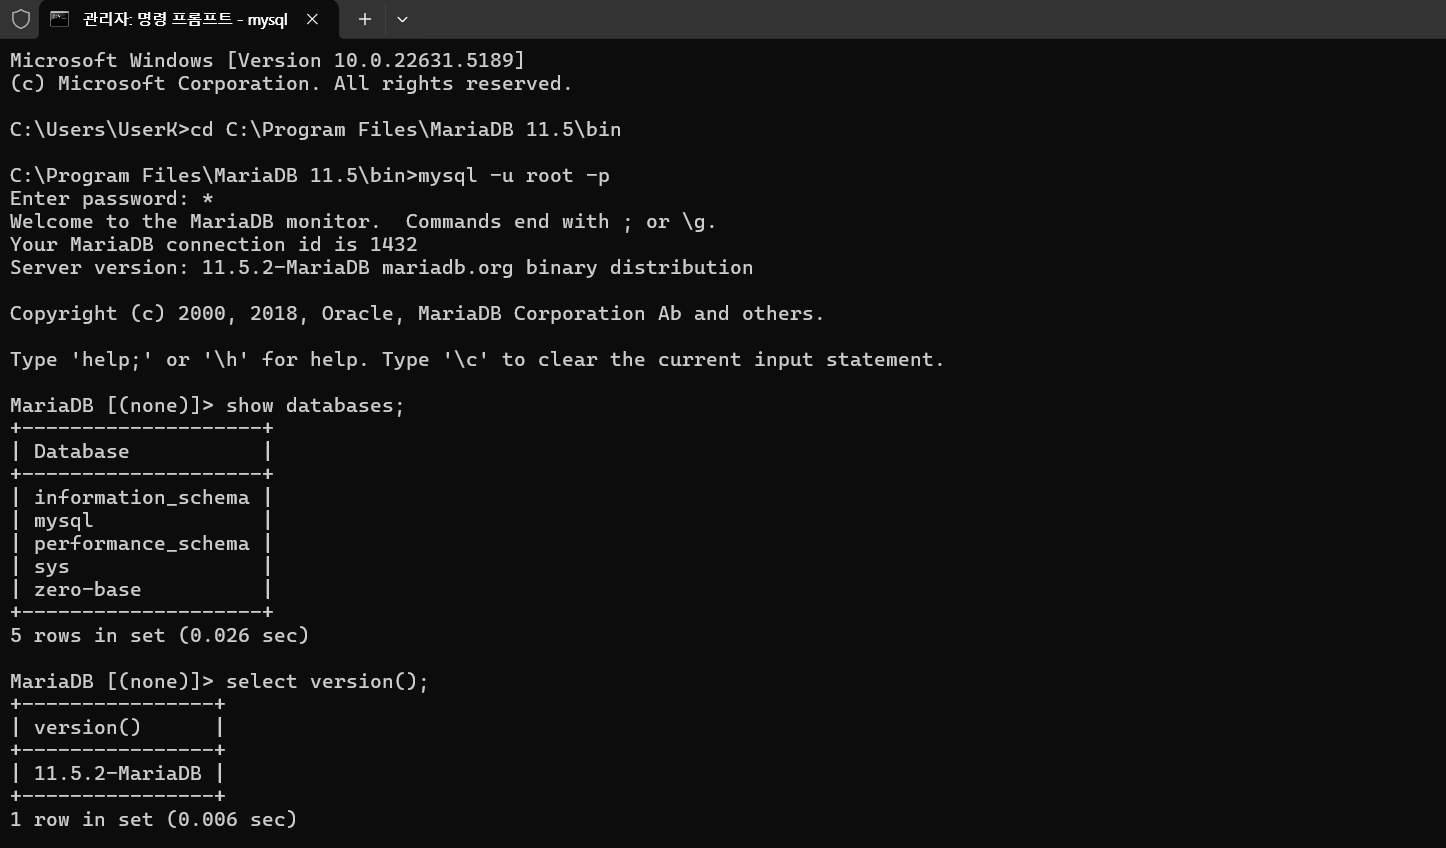 관리자: 명령 프롬프트 - mysql
Microsoft Windows [Version 10.0.22631.5189]
(c) Microsoft Corporation. All rights reserved.
C:\Users\UserK>cd C:\Program Files\MariaDB 11.5\bin
C:\Program Files\MariaDB 11.5\bin>mysql -u root -p
Enter password: *
Welcome to the MariaDB monitor.  Commands end with ; or \g.
Your MariaDB connection id is 1432
Server version: 11.5.2-MariaDB mariadb.org binary distribution
Copyright (c) 2000, 2018, Oracle, MariaDB Corporation Ab and others.
Type 'help;' or '\h' for help. Type '\c' to clear the current input statement.
MariaDB [(none)]> show databases;
+--------------------+
| Database           |
+--------------------+
| information_schema |
| mysql              |
| performance_schema |
| sys                |
| zero-base          |
+--------------------+
5 rows in set (0.026 sec)
MariaDB [(none)]> select version();
+----------------+
| version()      |
+----------------+
| 11.5.2-MariaDB |
+----------------+
1 row in set (0.006 sec)